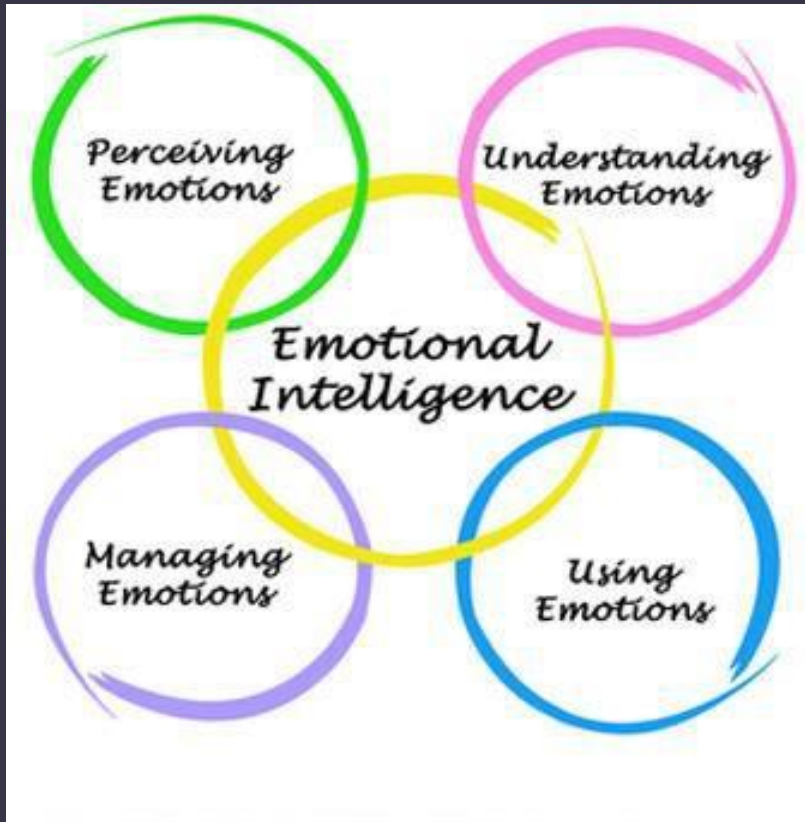 Perceiving
Emotions
Understanding
Emotions
Emotional
Intelligence
Managing
Emotions
Using
Emotions